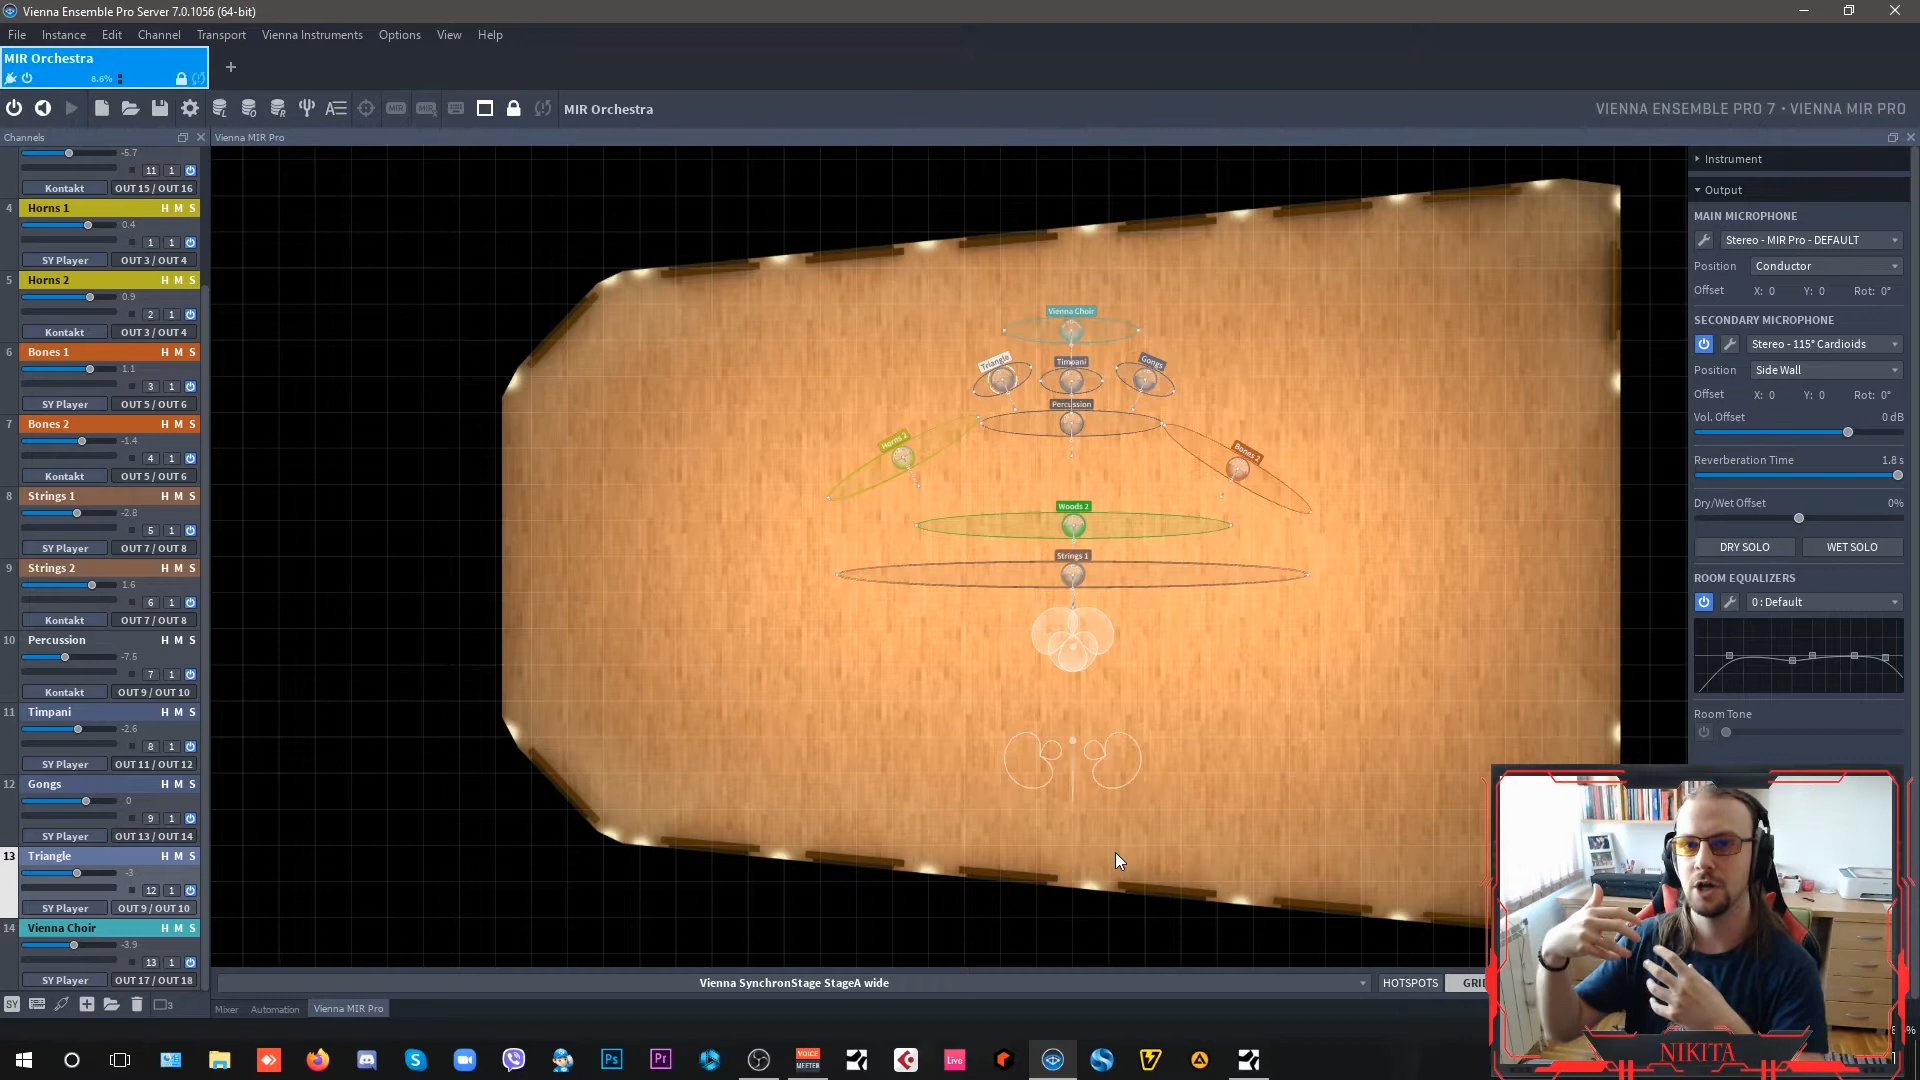 Vienna Ensemble Pro Server 7.0.1056 (64-bit)
File Instance Edit Channel Transport Vienna Instruments Options View Help
MIR Orchestra
8.6%
MIR Orchestra
VIENNA ENSEMBLE PRO 7 • VIENNA MIR PRO
Channels
Vienna MIR Pro
-5.7
11 1
Kontakt OUT 15 / OUT 16
4 Horns 1 H M S
0.4
1 1
SY Player OUT 3 / OUT 4
5 Horns 2 H M S
0.9
2 1
Kontakt OUT 3 / OUT 4
6 Bones 1 H M S
1.1
3 1
SY Player OUT 5 / OUT 6
7 Bones 2 H M S
-1.4
4 1
Kontakt OUT 5 / OUT 6
8 Strings 1 H M S
-2.8
5 1
SY Player OUT 7 / OUT 8
9 Strings 2 H M S
1.6
6 1
Kontakt OUT 7 / OUT 8
10 Percussion H M S
-7.5
7 1
Kontakt OUT 9 / OUT 10
11 Timpani H M S
-2.6
8 1
SY Player OUT 11 / OUT 12
12 Gongs H M S
0
9 1
SY Player OUT 13 / OUT 14
13 Triangle H M S
-3
12 1
SY Player OUT 9 / OUT 10
14 Vienna Choir H M S
-3.9
13 1
SY Player OUT 17 / OUT 18
SY
3
Vienna Choir
Triangle
Timpani
Gongs
Percussion
Horns 2
Bones 2
Woods 2
Strings 1
Vienna SynchronStage StageA wide
HOTSPOTS
GRI
Mixer Automation Vienna MIR Pro
Instrument
Output
MAIN MICROPHONE
Stereo - MIR Pro - DEFAULT
Position Conductor
Offset X: 0 Y: 0 Rot: 0°
SECONDARY MICROPHONE
Stereo - 115° Cardioids
Position Side Wall
Offset X: 0 Y: 0 Rot: 0°
Vol. Offset 0 dB
Reverberation Time 1.8 s
Dry/Wet Offset 0%
DRY SOLO WET SOLO
ROOM EQUALIZERS
0 : Default
Room Tone
NIKITA
Ps
Pr
VOICE
MEETER
Live